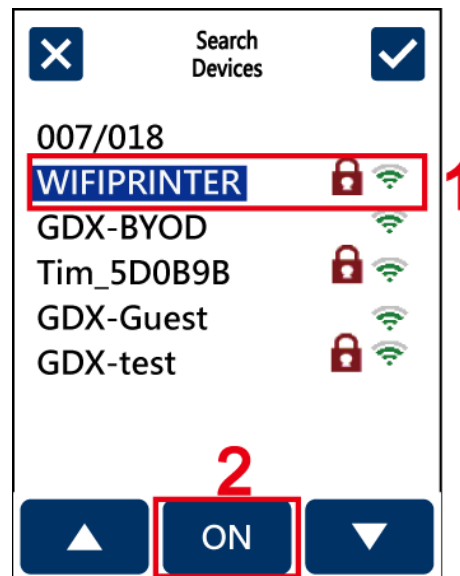 Search
Devices
007/018
WIFIPRINTER
1
GDX-BYOD
Tim_5D0B9B
GDX-Guest
GDX-test
2
ON